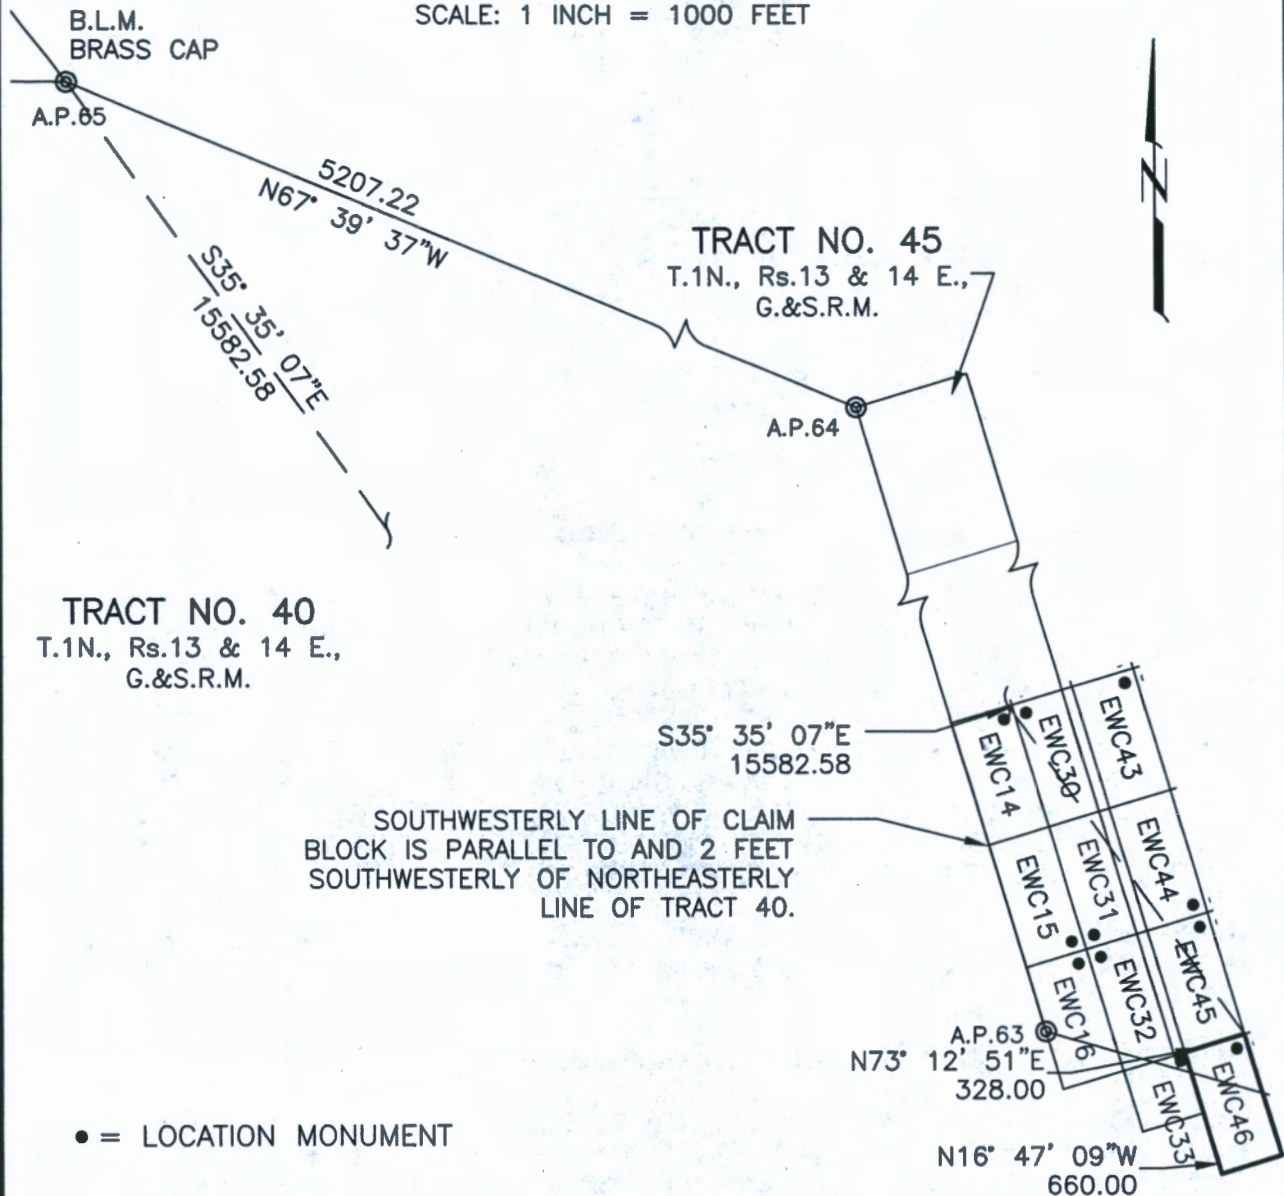 SCALE: 1 INCH = 1000 FEET
B.L.M.
BRASS CAP
A.P.65
5207.22
N67° 39' 37"W
S35° 35' 07"E
15582.58
N
TRACT NO. 45
T.1N., Rs.13 & 14 E.,
G.&S.R.M.
A.P.64
TRACT NO. 40
T.1N., Rs.13 & 14 E.,
G.&S.R.M.
S35° 35' 07"E
15582.58
EWC14
EWC30
EWC43
SOUTHWESTERLY LINE OF CLAIM
BLOCK IS PARALLEL TO AND 2 FEET
SOUTHWESTERLY OF NORTHEASTERLY
LINE OF TRACT 40.
EWC15
EWC31
EWC44
EWC16
EWC32
EWC45
A.P.63
N73° 12' 51"E
328.00
EWC33
EWC46
● = LOCATION MONUMENT
N16° 47' 09"W
660.00